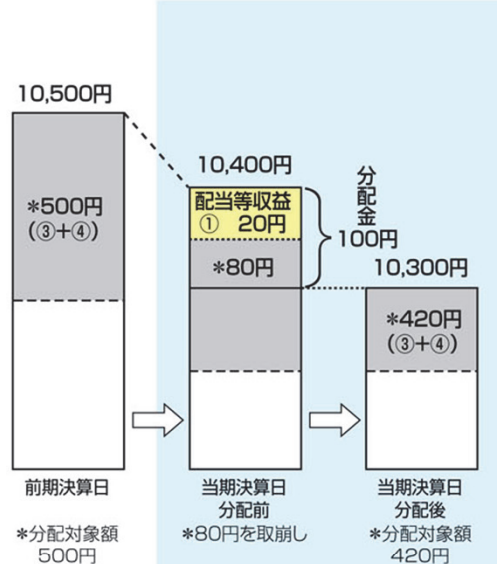 10,500円
*500円
(③+④)
前期決算日
*分配対象額
500円
10,400円
配当等収益
① 20円
*80円
分配金
100円
当期決算日
分配前
*80円を取崩し
10,300円
*420円
(③+④)
当期決算日
分配後
*分配対象額
420円